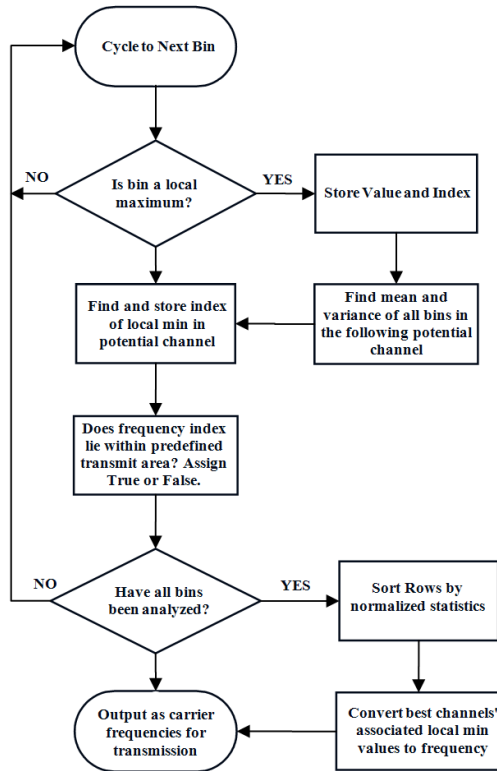 Cycle to Next Bin
NO
Is bin a local
maximum?
YES
Store Value and Index
Find and store index
of local min in
potential channel
Find mean and
variance of all bins in
the following potential
channel
Does frequency index
lie within predefined
transmit area? Assign
True or False.
NO
Have all bins
been analyzed?
YES
Sort Rows by
normalized statistics
Output as carrier
frequencies for
transmission
Convert best channels'
associated local min
values to frequency